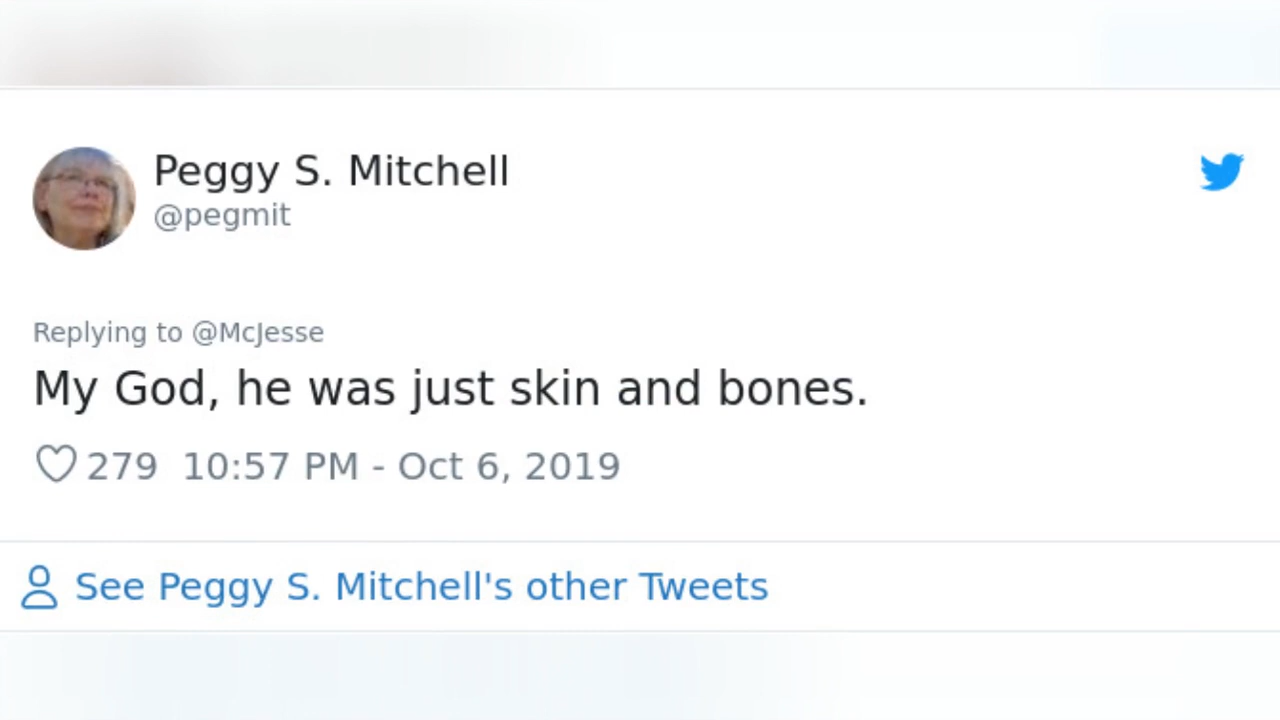 Peggy S. Mitchell
@pegmit
Replying to @McJesse
My God, he was just skin and bones.
279 10:57 PM - Oct 6, 2019
See Peggy S. Mitchell's other Tweets